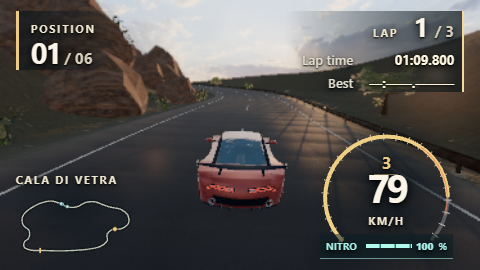 POSITION
01 / 06
LAP 1 / 3
Lap time 01:09.800
Best
CALA DI VETRA
3
79
KM/H
NITRO 100 %